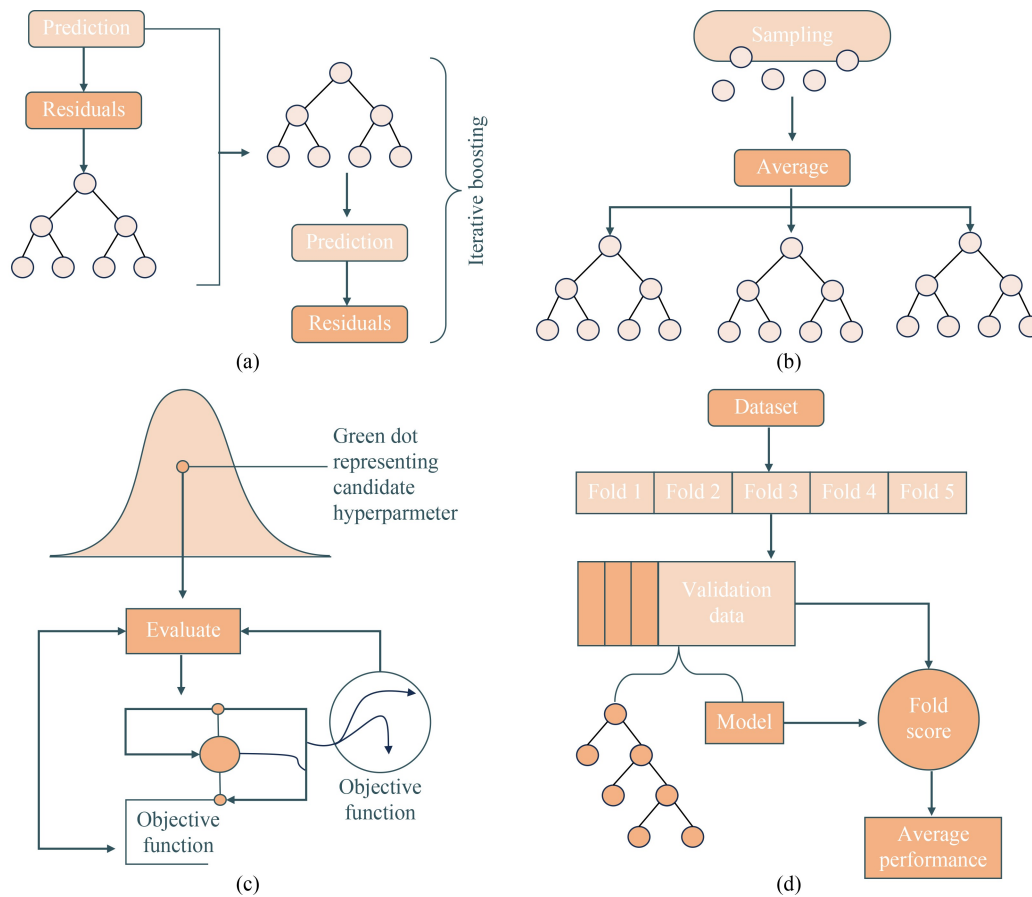 Prediction
Residuals
Prediction
Residuals
Iterative boosting
(a)
Sampling
Average
(b)
Green dot
representing
candidate
hyperparmeter
Evaluate
Objective
function
Objective
function
(c)
Dataset
Fold 1 Fold 2 Fold 3 Fold 4 Fold 5
Validation
data
Model
Fold
score
Average
performance
(d)